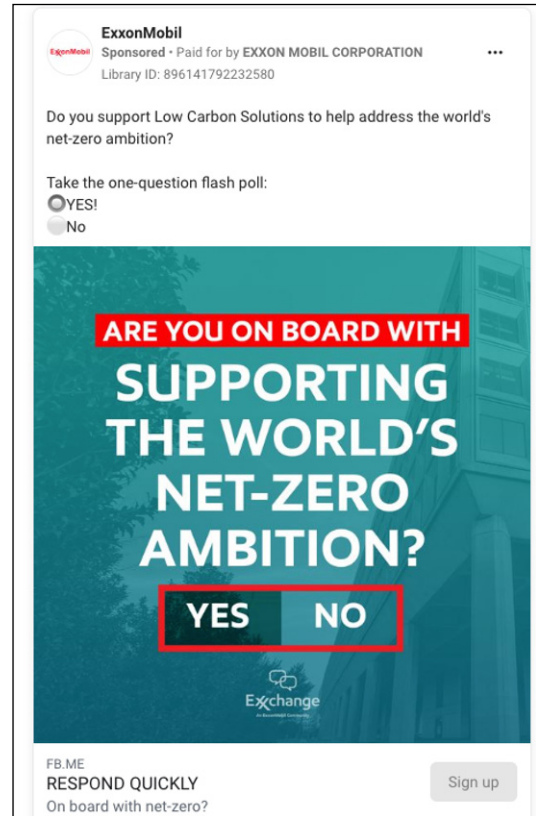 ExxonMobil
ExxonMobil
Sponsored • Paid for by EXXON MOBIL CORPORATION
Library ID: 896141792232580
Do you support Low Carbon Solutions to help address the world's
net-zero ambition?
Take the one-question flash poll:
YES!
No
ARE YOU ON BOARD WITH
SUPPORTING
THE WORLD'S
NET-ZERO
AMBITION?
YES NO
Exxchange
An ExxonMobil Community
FB.ME
RESPOND QUICKLY
Sign up
On board with net-zero?